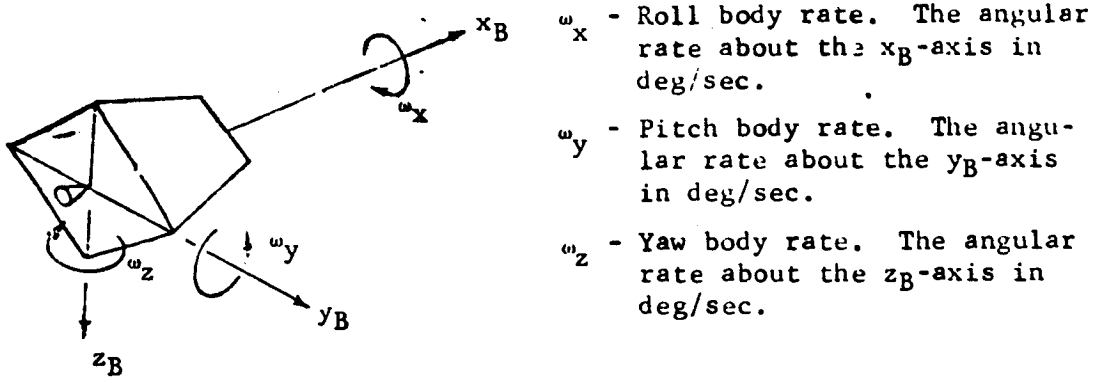 x_B
ω_x
ω_y
ω_z
y_B
z_B
ω_x - Roll body rate. The angular
rate about the x_B-axis in
deg/sec.
ω_y - Pitch body rate. The angu-
lar rate about the y_B-axis
in deg/sec.
ω_z - Yaw body rate. The angular
rate about the z_B-axis in
deg/sec.